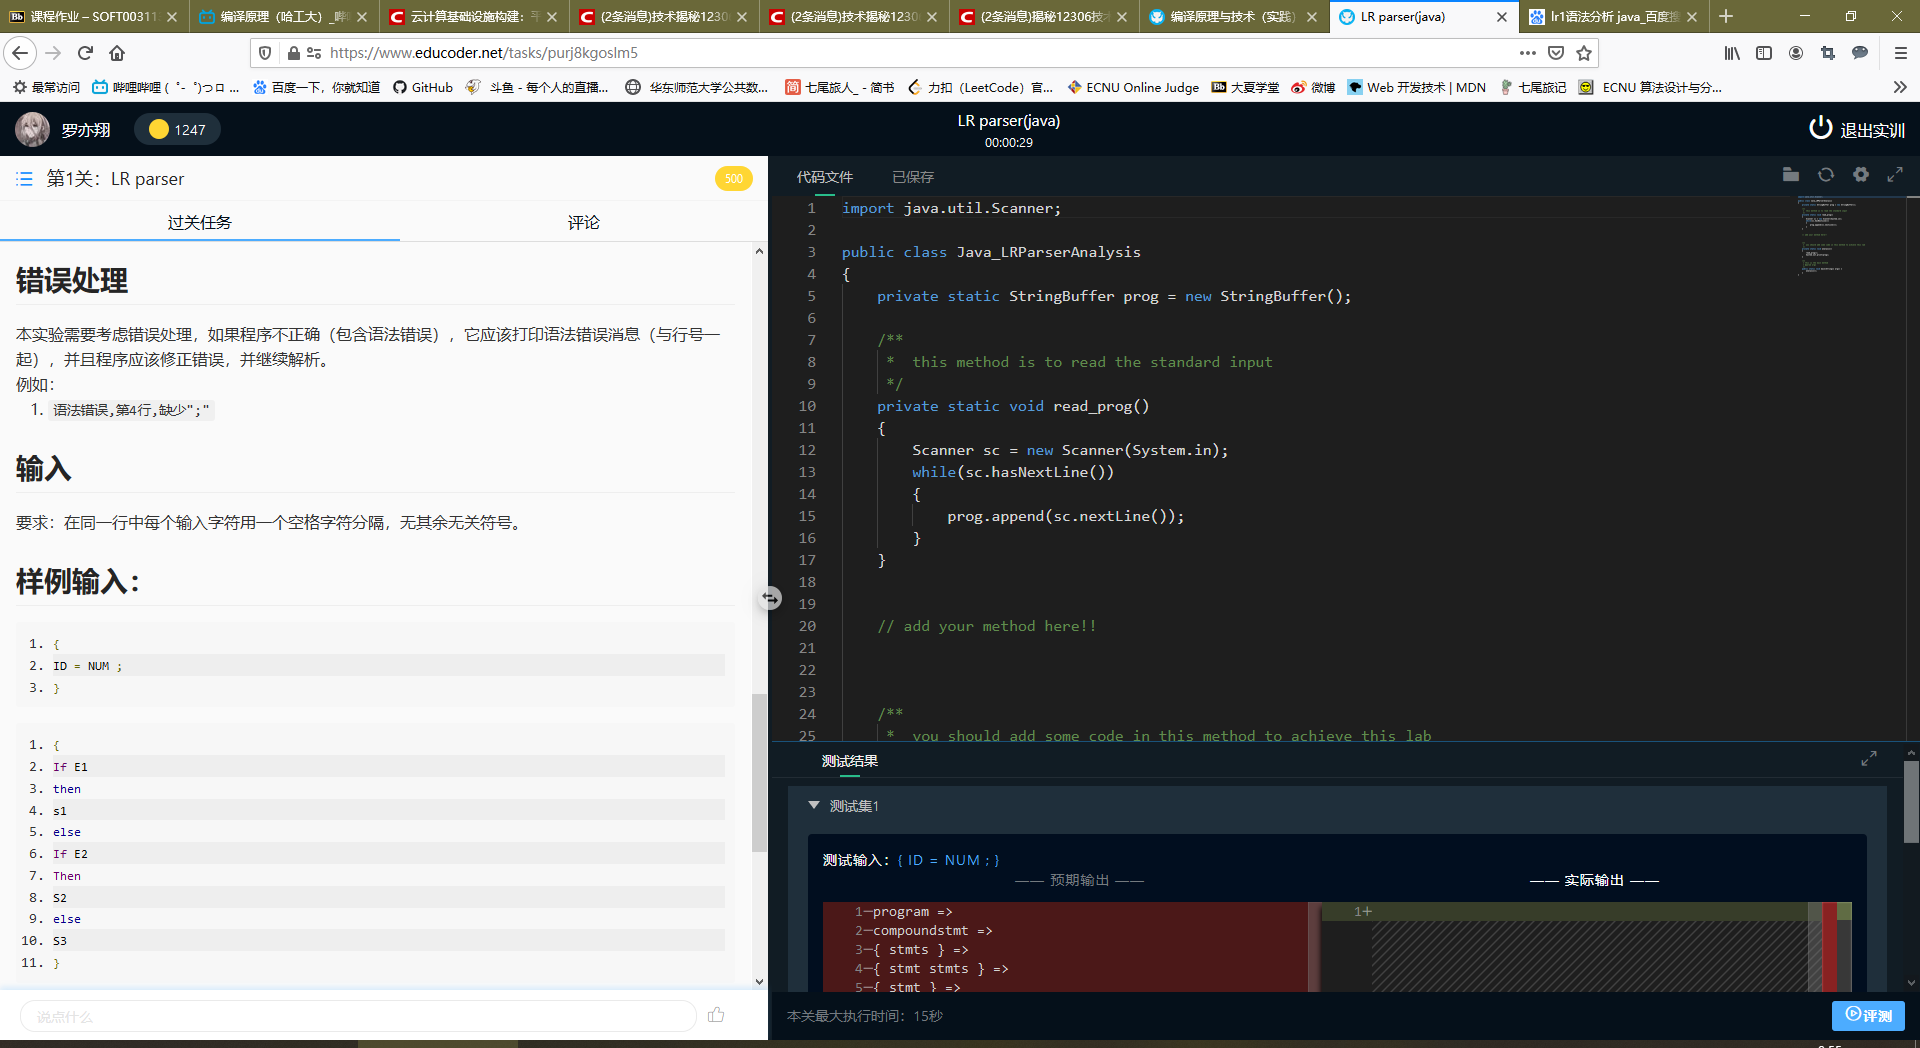 课程作业 – SOFT00311
编译原理（哈工大）_哔
云计算基础设施构建：
(2条消息)技术揭秘1230
(2条消息)技术揭秘1230
(2条消息)揭秘12306技
编译原理与技术（实践）
LR parser(java)
lr1语法分析 java_百度搜
https://www.educoder.net/tasks/purj8kgoslm5
最常访问
哔哩哔哩 ( ゜- ゜)つロ ...
百度一下，你就知道
GitHub
斗鱼 - 每个人的直播...
华东师范大学公共数...
七尾旅人_ - 简书
力扣（LeetCode）官...
ECNU Online Judge
大夏学堂
微博
Web 开发技术 | MDN
七尾旅记
ECNU 算法设计与分...
罗亦翔
1247
LR parser(java)
00:00:29
退出实训
第1关：LR parser
500
过关任务
评论
错误处理
本实验需要考虑错误处理，如果程序不正确（包含语法错误），它应该打印语法错误消息（与行号一
起），并且程序应该修正错误，并继续解析。
例如：
1. 语法错误,第4行,缺少";"
输入
要求：在同一行中每个输入字符用一个空格字符分隔，无其余无关符号。
样例输入：
1. {
2. ID = NUM ;
3. }
1. {
2. If E1
3. then
4. s1
5. else
6. If E2
7. Then
8. S2
9. else
10. S3
11. }
说点什么
代码文件
已保存
1 import java.util.Scanner;
2
3 public class Java_LRParserAnalysis
4 {
5 private static StringBuffer prog = new StringBuffer();
6
7 /**
8 * this method is to read the standard input
9 */
10 private static void read_prog()
11 {
12 Scanner sc = new Scanner(System.in);
13 while(sc.hasNextLine())
14 {
15 prog.append(sc.nextLine());
16 }
17 }
18
19
20 // add your method here!!
21
22
23
24 /**
25 * you should add some code in this method to achieve this lab
测试结果
测试集1
测试输入：{ ID = NUM ; }
—— 预期输出 ——
—— 实际输出 ——
1—program =>
2—compoundstmt =>
3—{ stmts } =>
4—{ stmt stmts } =>
5—{ stmt } =>
1+
本关最大执行时间：15秒
评测